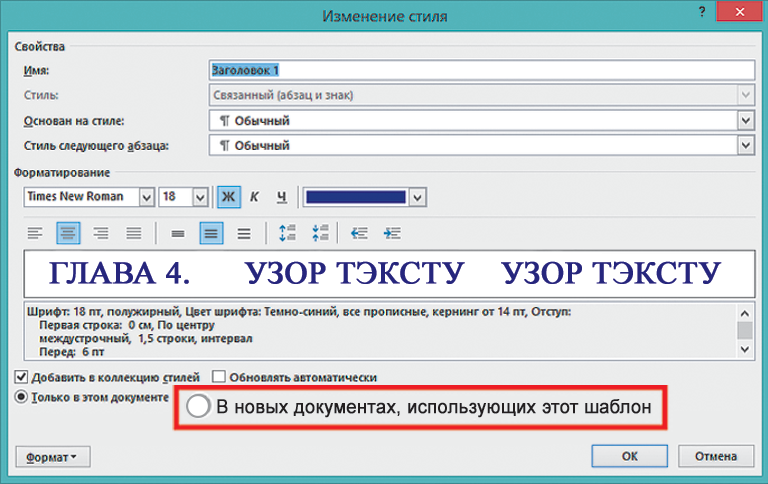 Изменение стиля
?
Свойства
Имя: Заголовок 1
Стиль: Связанный (абзац и знак)
Основан на стиле: ¶ Обычный
Стиль следующего абзаца: ¶ Обычный
Форматирование
Times New Roman 18 Ж К Ч
ГЛАВА 4. УЗОР ТЭКСТУ УЗОР ТЭКСТУ
Шрифт: 18 пт, полужирный, Цвет шрифта: Темно-синий, все прописные, кернинг от 14 пт, Отступ:
Первая строка: 0 см, По центру
междустрочный, 1,5 строки, интервал
Перед: 6 пт
Добавить в коллекцию стилей Обновлять автоматически
Только в этом документе В новых документах, использующих этот шаблон
Формат ОК Отмена